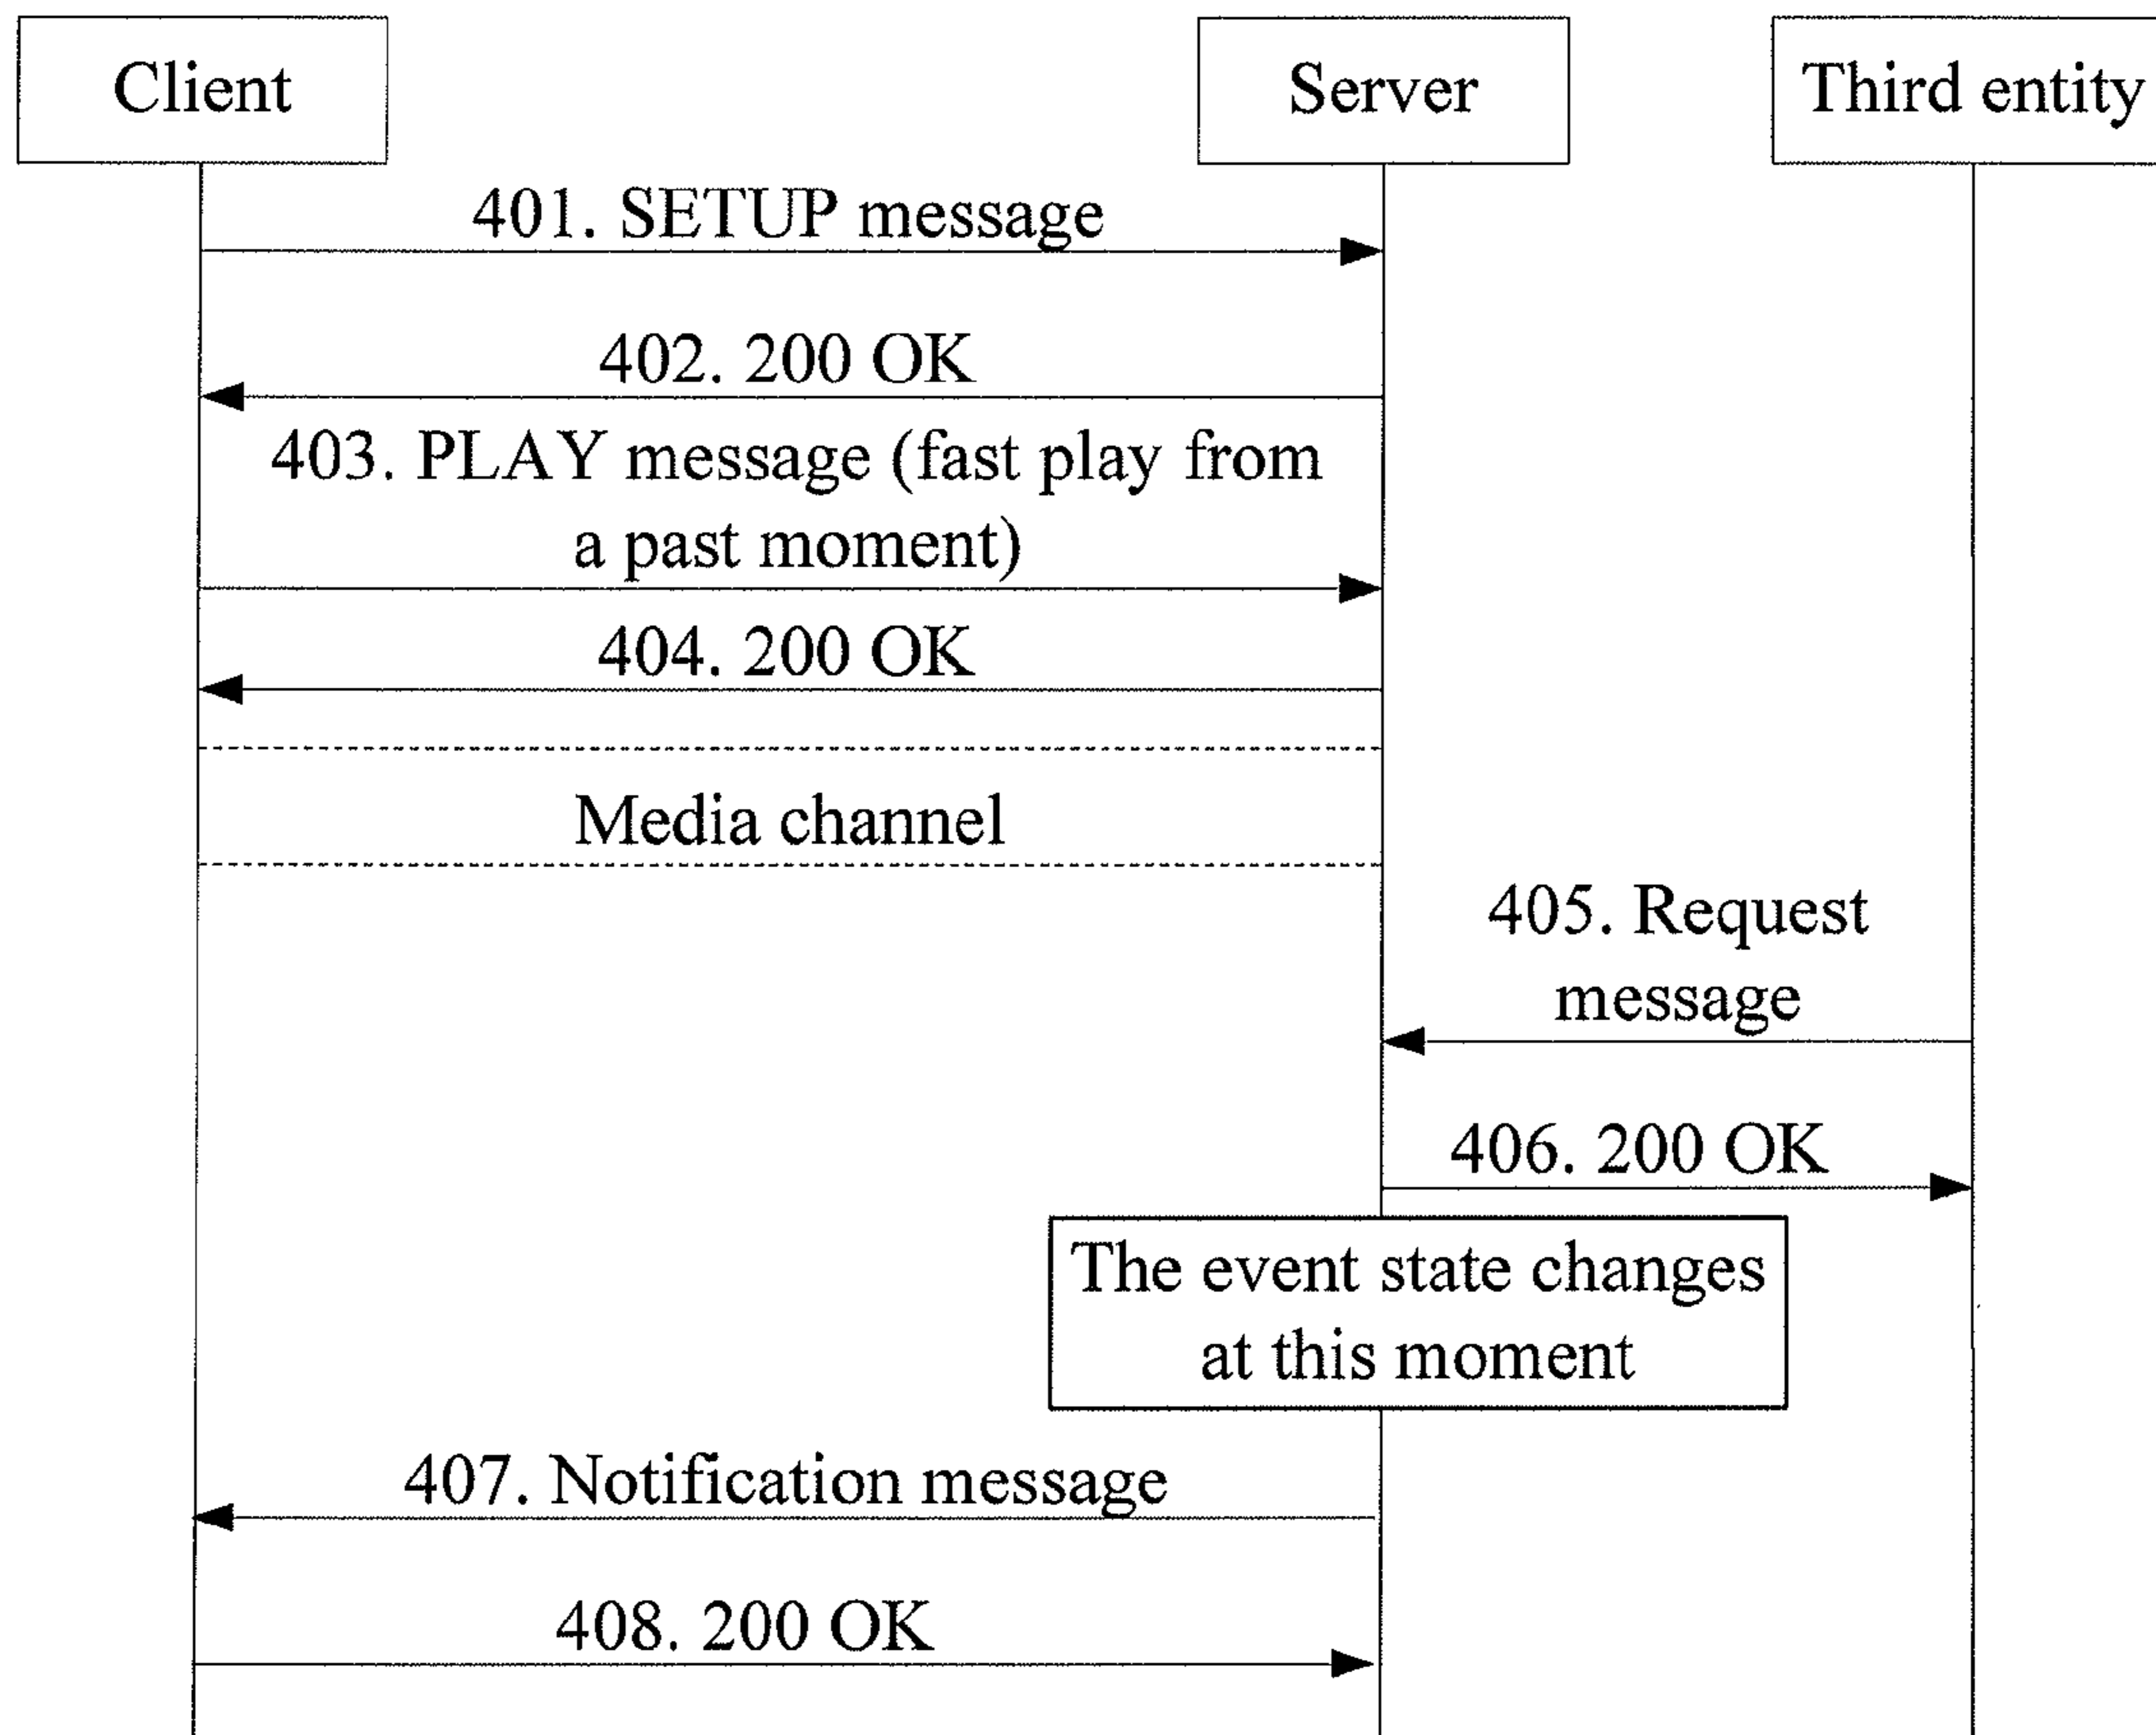 Client
Server
Third entity
401. SETUP message
402. 200 OK
403. PLAY message (fast play from
a past moment)
404. 200 OK
Media channel
405. Request
message
406. 200 OK
The event state changes
at this moment
407. Notification message
408. 200 OK